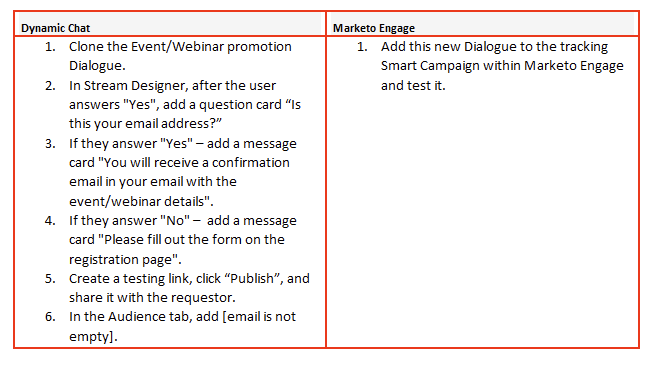 Dynamic Chat
1. Clone the Event/Webinar promotion
Dialogue.
2. In Stream Designer, after the user
answers "Yes", add a question card “Is
this your email address?”
3. If they answer "Yes" – add a message
card "You will receive a confirmation
email in your email with the
event/webinar details".
4. If they answer "No" – add a message
card "Please fill out the form on the
registration page".
5. Create a testing link, click “Publish”, and
share it with the requestor.
6. In the Audience tab, add [email is not
empty].
Marketo Engage
1. Add this new Dialogue to the tracking
Smart Campaign within Marketo Engage
and test it.